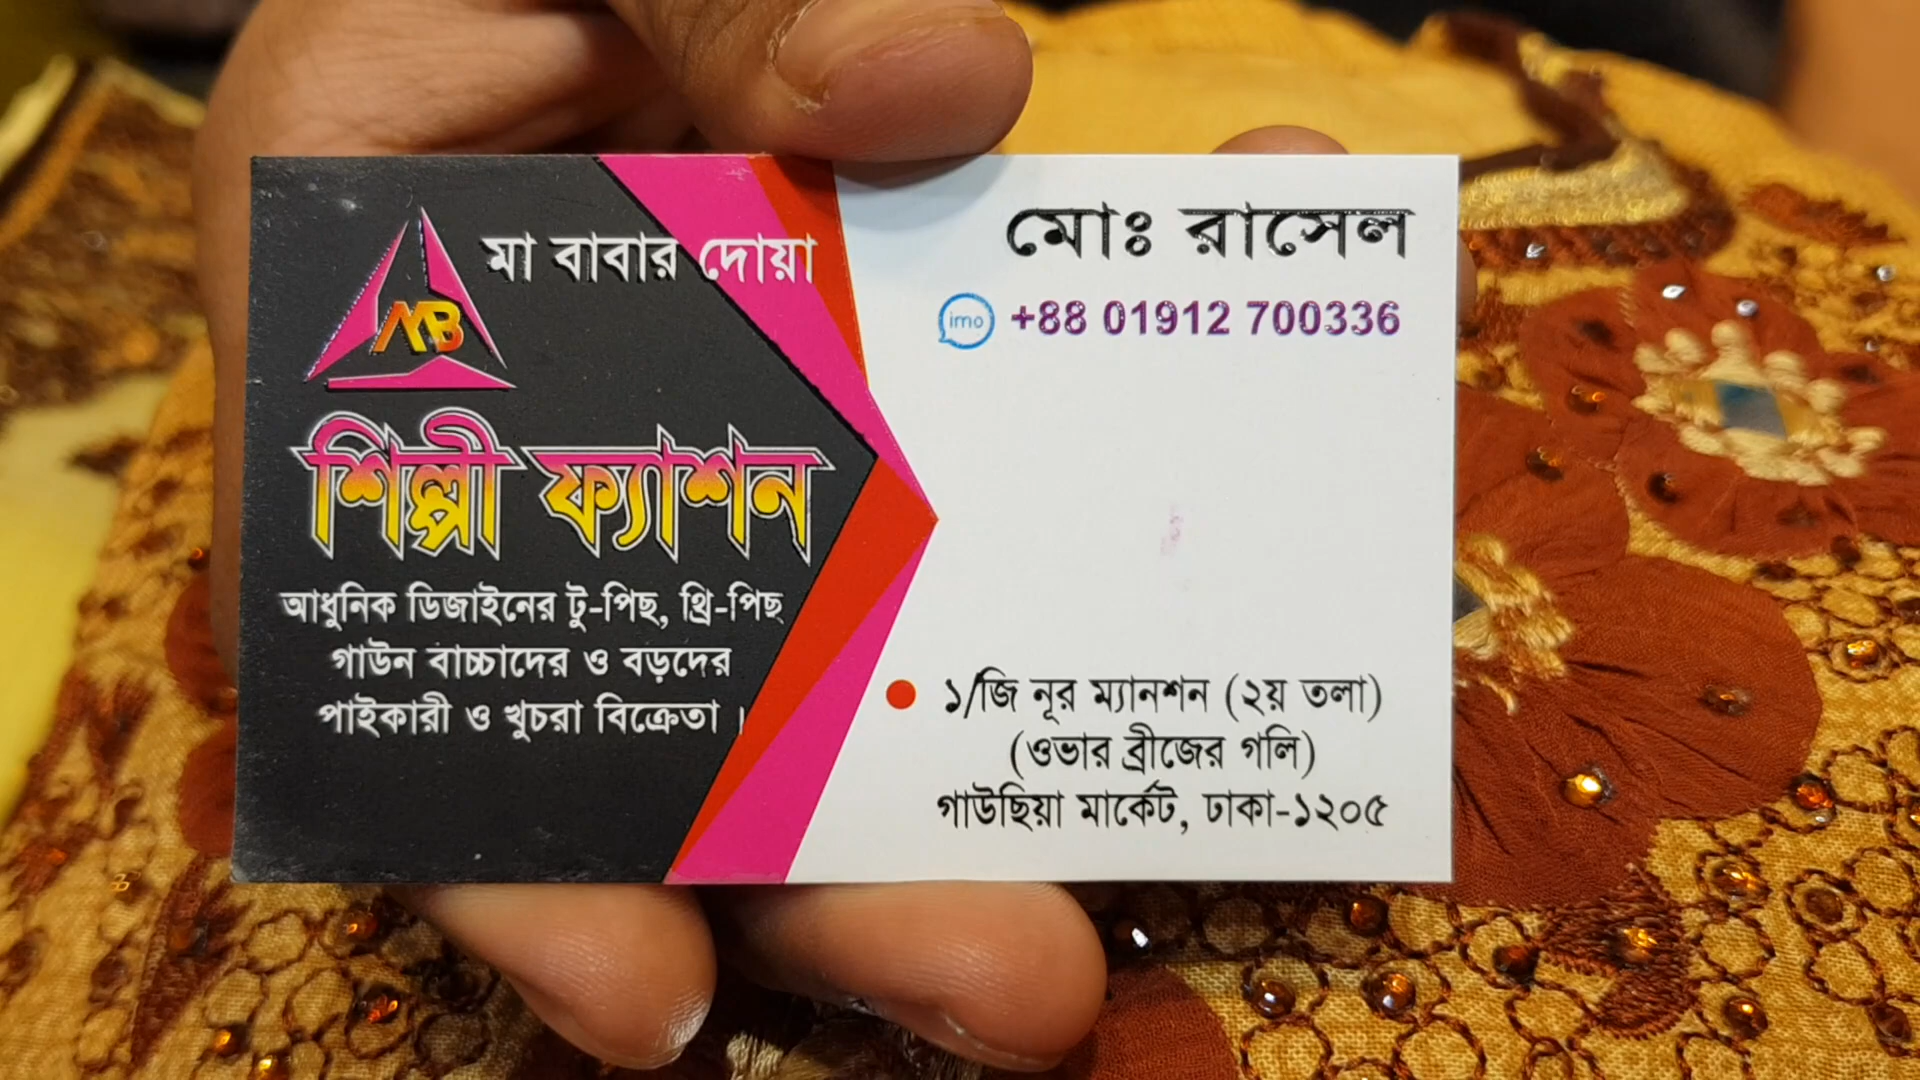 মা বাবার দোয়া
MB
শিল্পী ফ্যাশন
আধুনিক ডিজাইনের টু-পিছ, থ্রি-পিছ
গাউন বাচ্চাদের ও বড়দের
পাইকারী ও খুচরা বিক্রেতা।
মোঃ রাসেল
imo +88 01912 700336
১/জি নূর ম্যানশন (২য় তলা)
(ওভার ব্রীজের গলি)
গাউছিয়া মার্কেট, ঢাকা-১২০৫